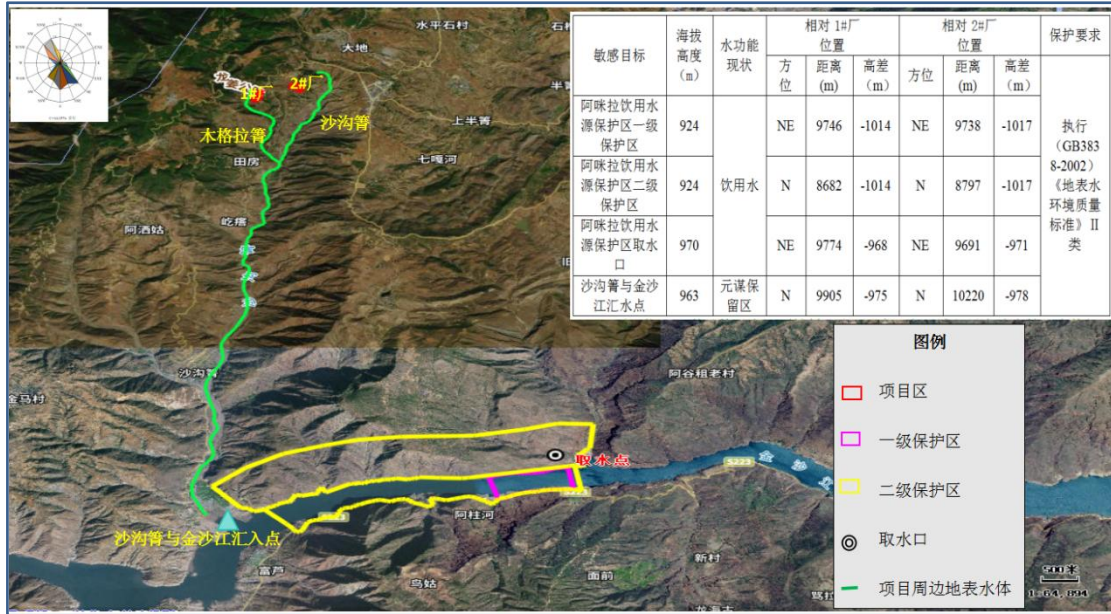 敏感目标
海拔
高度
（m）
水功能
现状
相对 1#厂
位置
相对 2#厂
位置
保护要求
方
位
距离
(m)
高差
（m）
方位
距离
(m)
高差
（m）
阿咪拉饮用水
源保护区一级
保护区
924
NE
9746
-1014
NE
9738
-1017
阿咪拉饮用水
源保护区二级
保护区
924
饮用水
N
8682
-1014
N
8797
-1017
阿咪拉饮用水
源保护区取水
口
970
NE
9774
-968
NE
9691
-971
沙沟箐与金沙
江汇水点
963
元谋保
留区
N
9905
-975
N
10220
-978
执行
（GB383
8-2002）
《地表水
环境质量
标准》Ⅱ
类
水平石村
大地
1#厂
2#厂
木格拉箐
沙沟箐
上半箐
田房
七嘎河
阿洒姑
屹塔
沙沟箐
金马村
阿谷租老村
取水点
S223
S223
S223
阿柱河
沙沟箐与金沙江汇入点
富芦
乌姑
面前
新村
图例
项目区
一级保护区
二级保护区
取水口
项目周边地表水体
500米
1:64,894